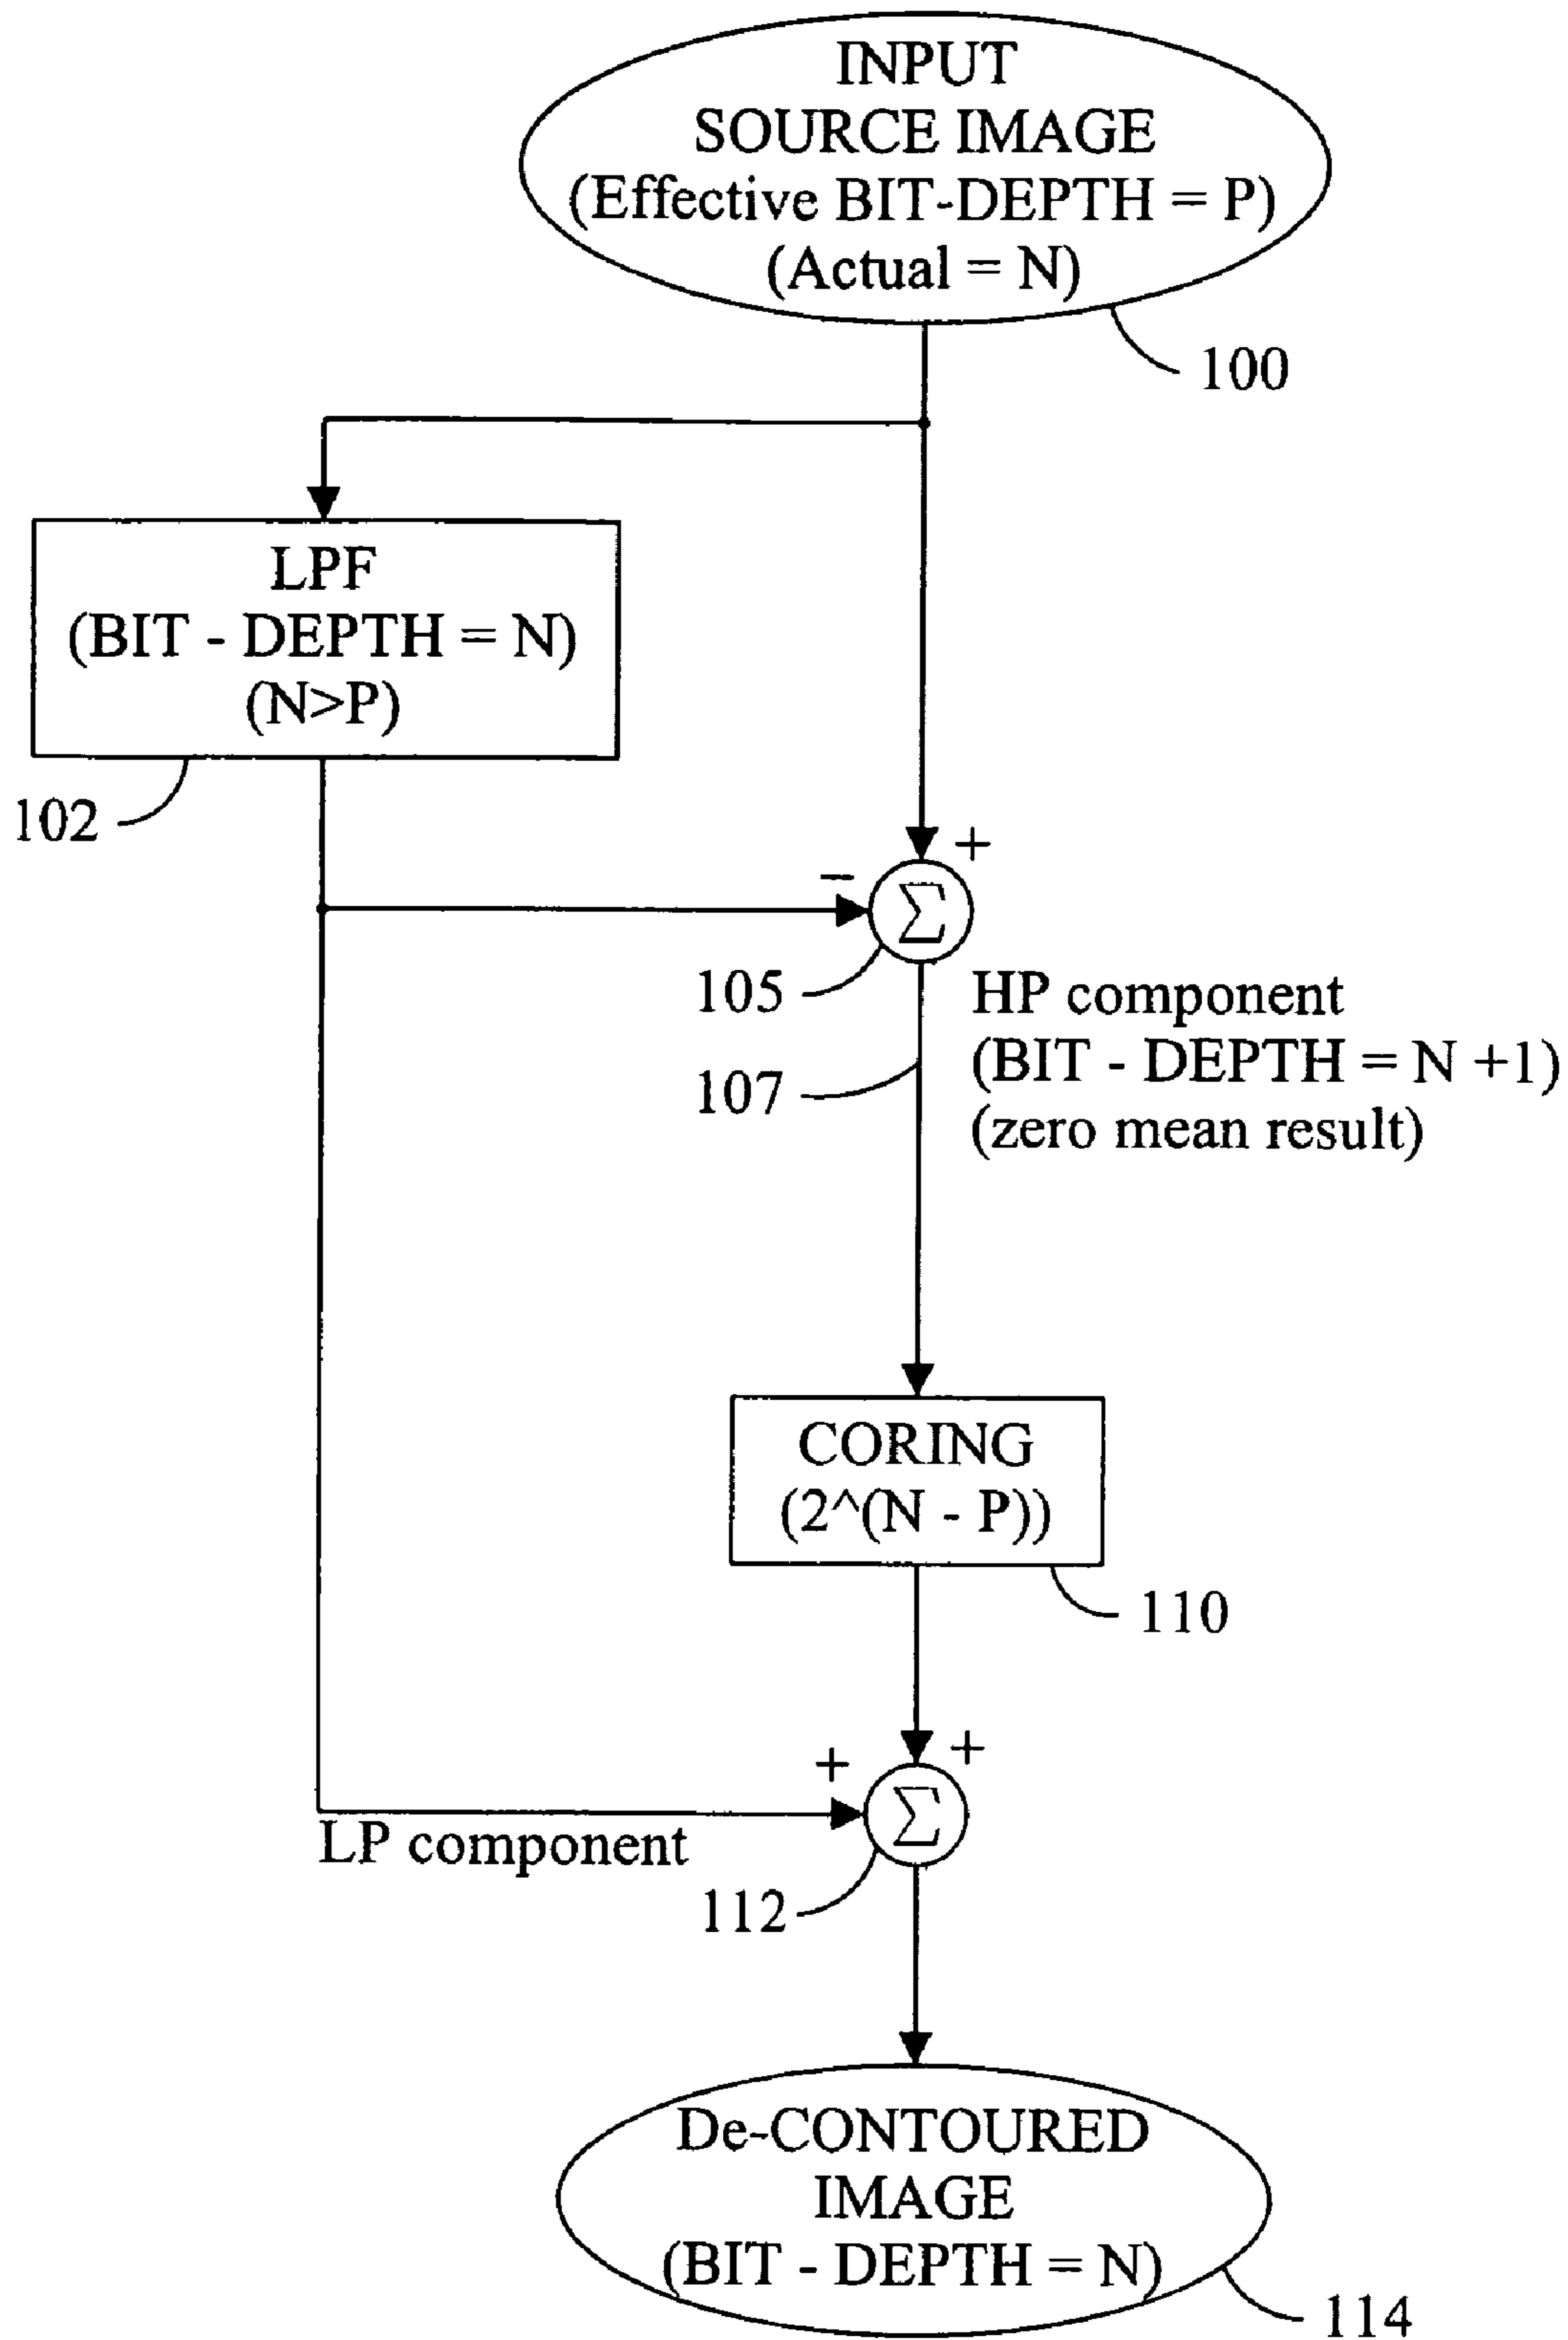 INPUT
SOURCE IMAGE
(Effective BIT-DEPTH = P)
(Actual = N)
100
LPF
(BIT - DEPTH = N)
(N>P)
102
+
−
Σ
105
HP component
(BIT - DEPTH = N +1)
(zero mean result)
107
CORING
(2^(N - P))
110
+
+
Σ
LP component
112
De-CONTOURED
IMAGE
(BIT - DEPTH = N)
114